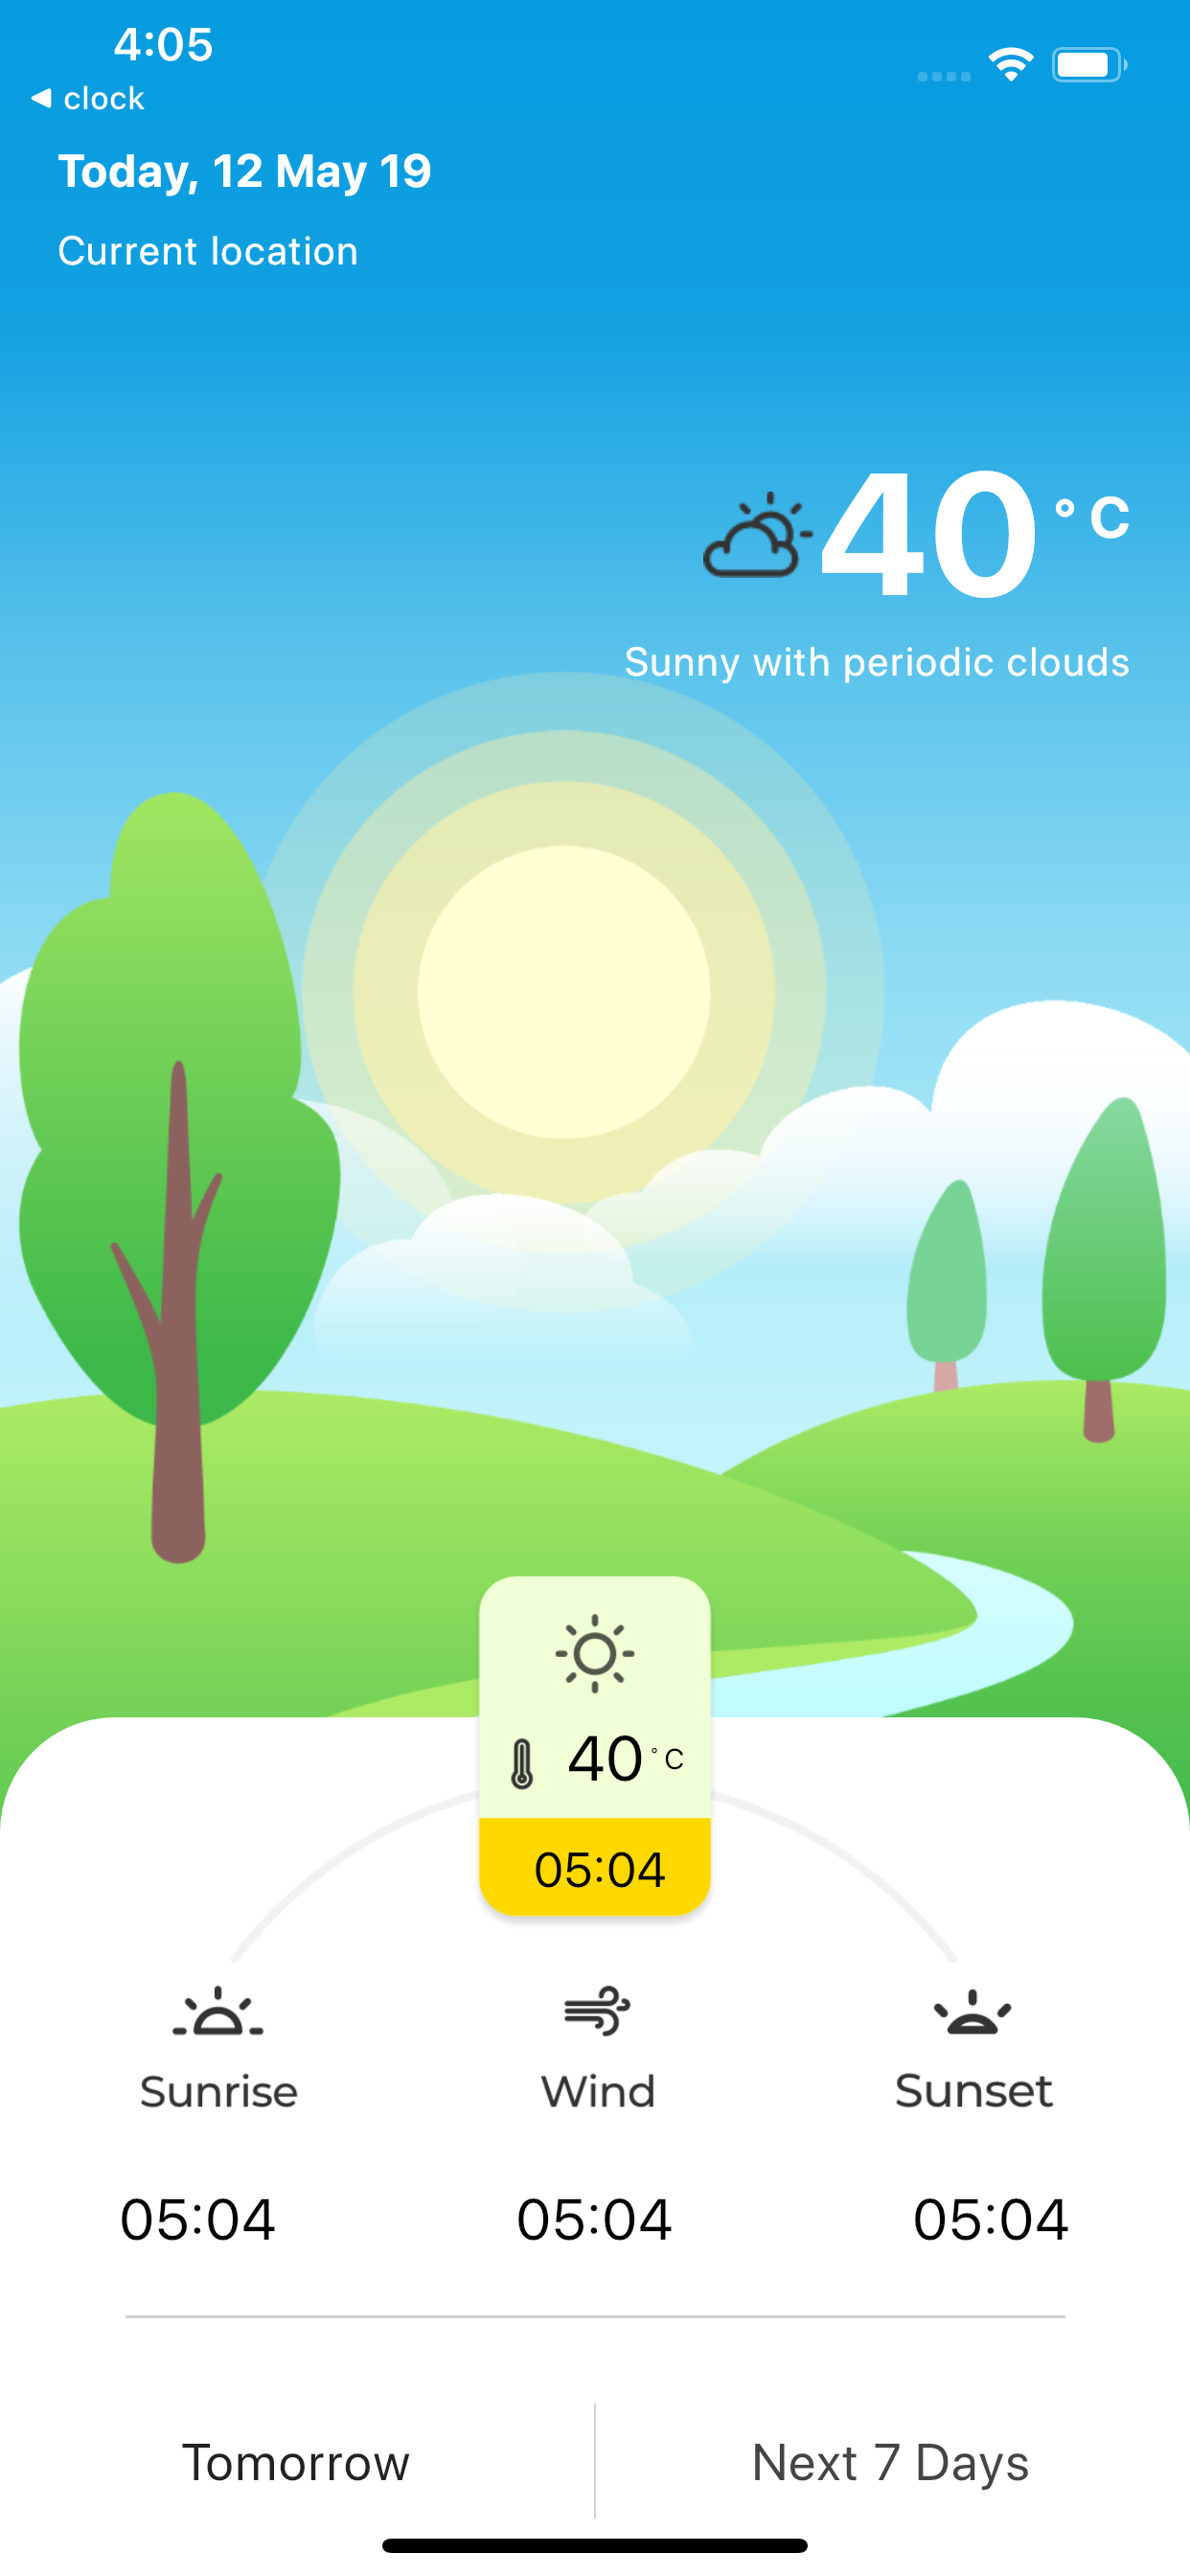 4:05
clock
Today, 12 May 19
Current location
40 °C
Sunny with periodic clouds
40 °C
05:04
Sunrise Wind Sunset
05:04 05:04 05:04
Tomorrow Next 7 Days